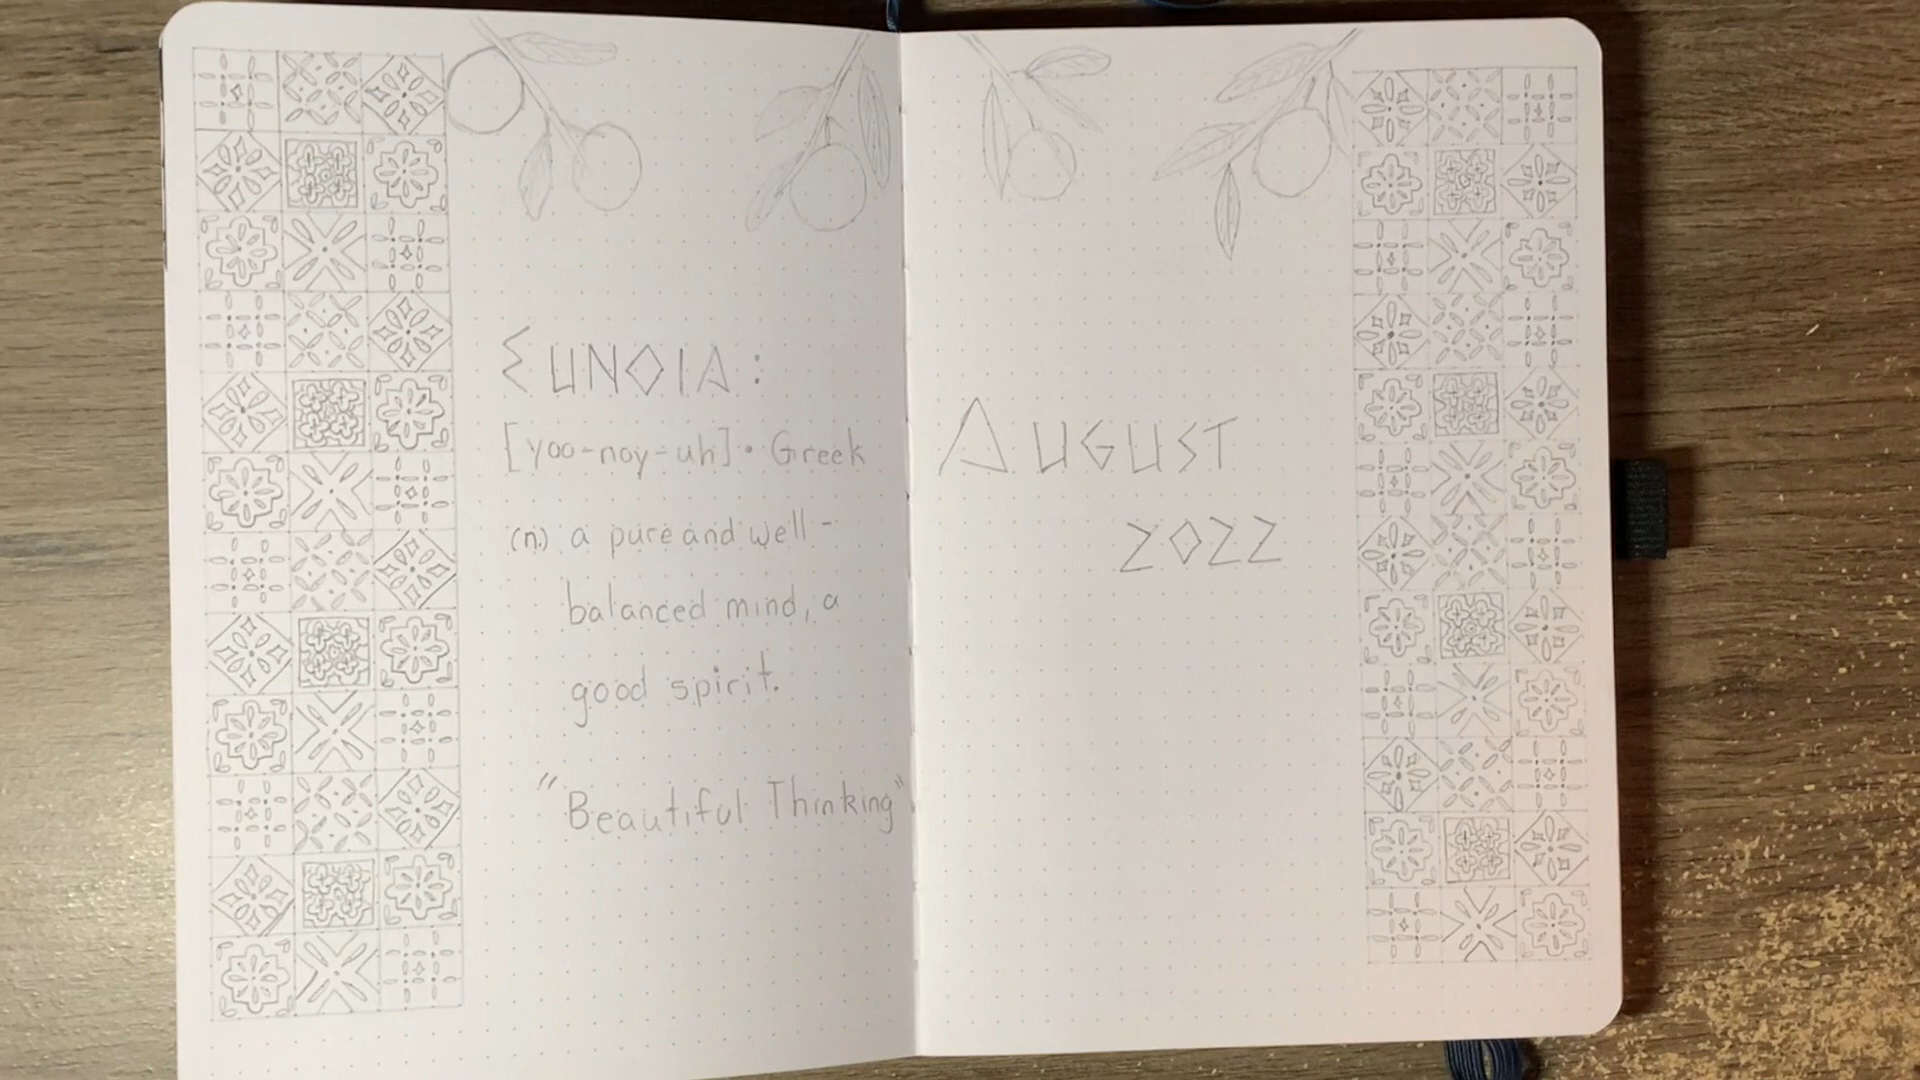 EUNOIA:
[yoo-noy-uh] • Greek
(n.) a pure and well-
balanced mind, a
good spirit.
"Beautiful Thinking"
AUGUST
2022